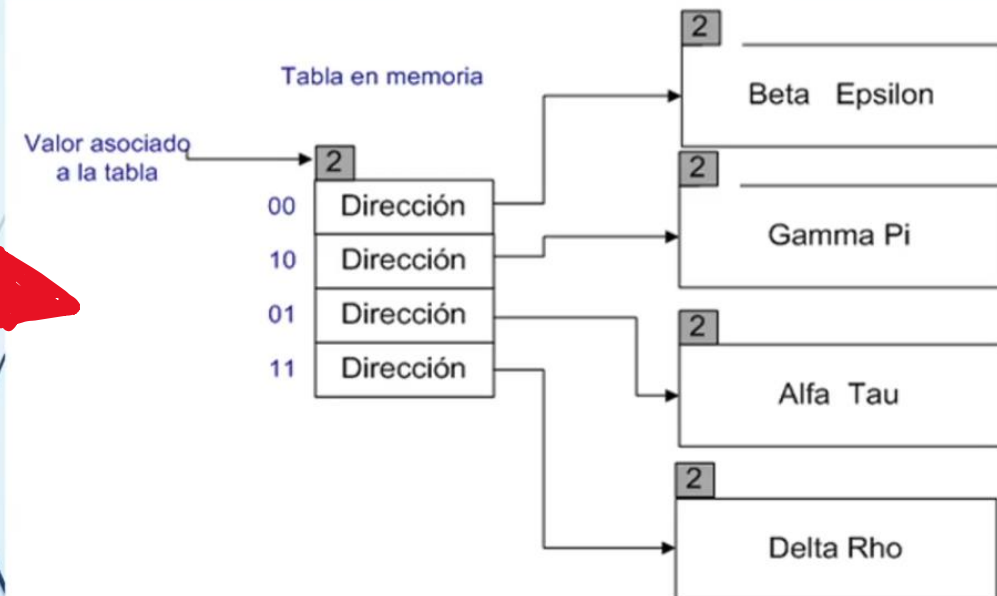 2
Tabla en memoria
Beta Epsilon
Valor asociado
a la tabla
2
2
00 Dirección
Gamma Pi
10 Dirección
01 Dirección
2
11 Dirección
Alfa Tau
2
Delta Rho